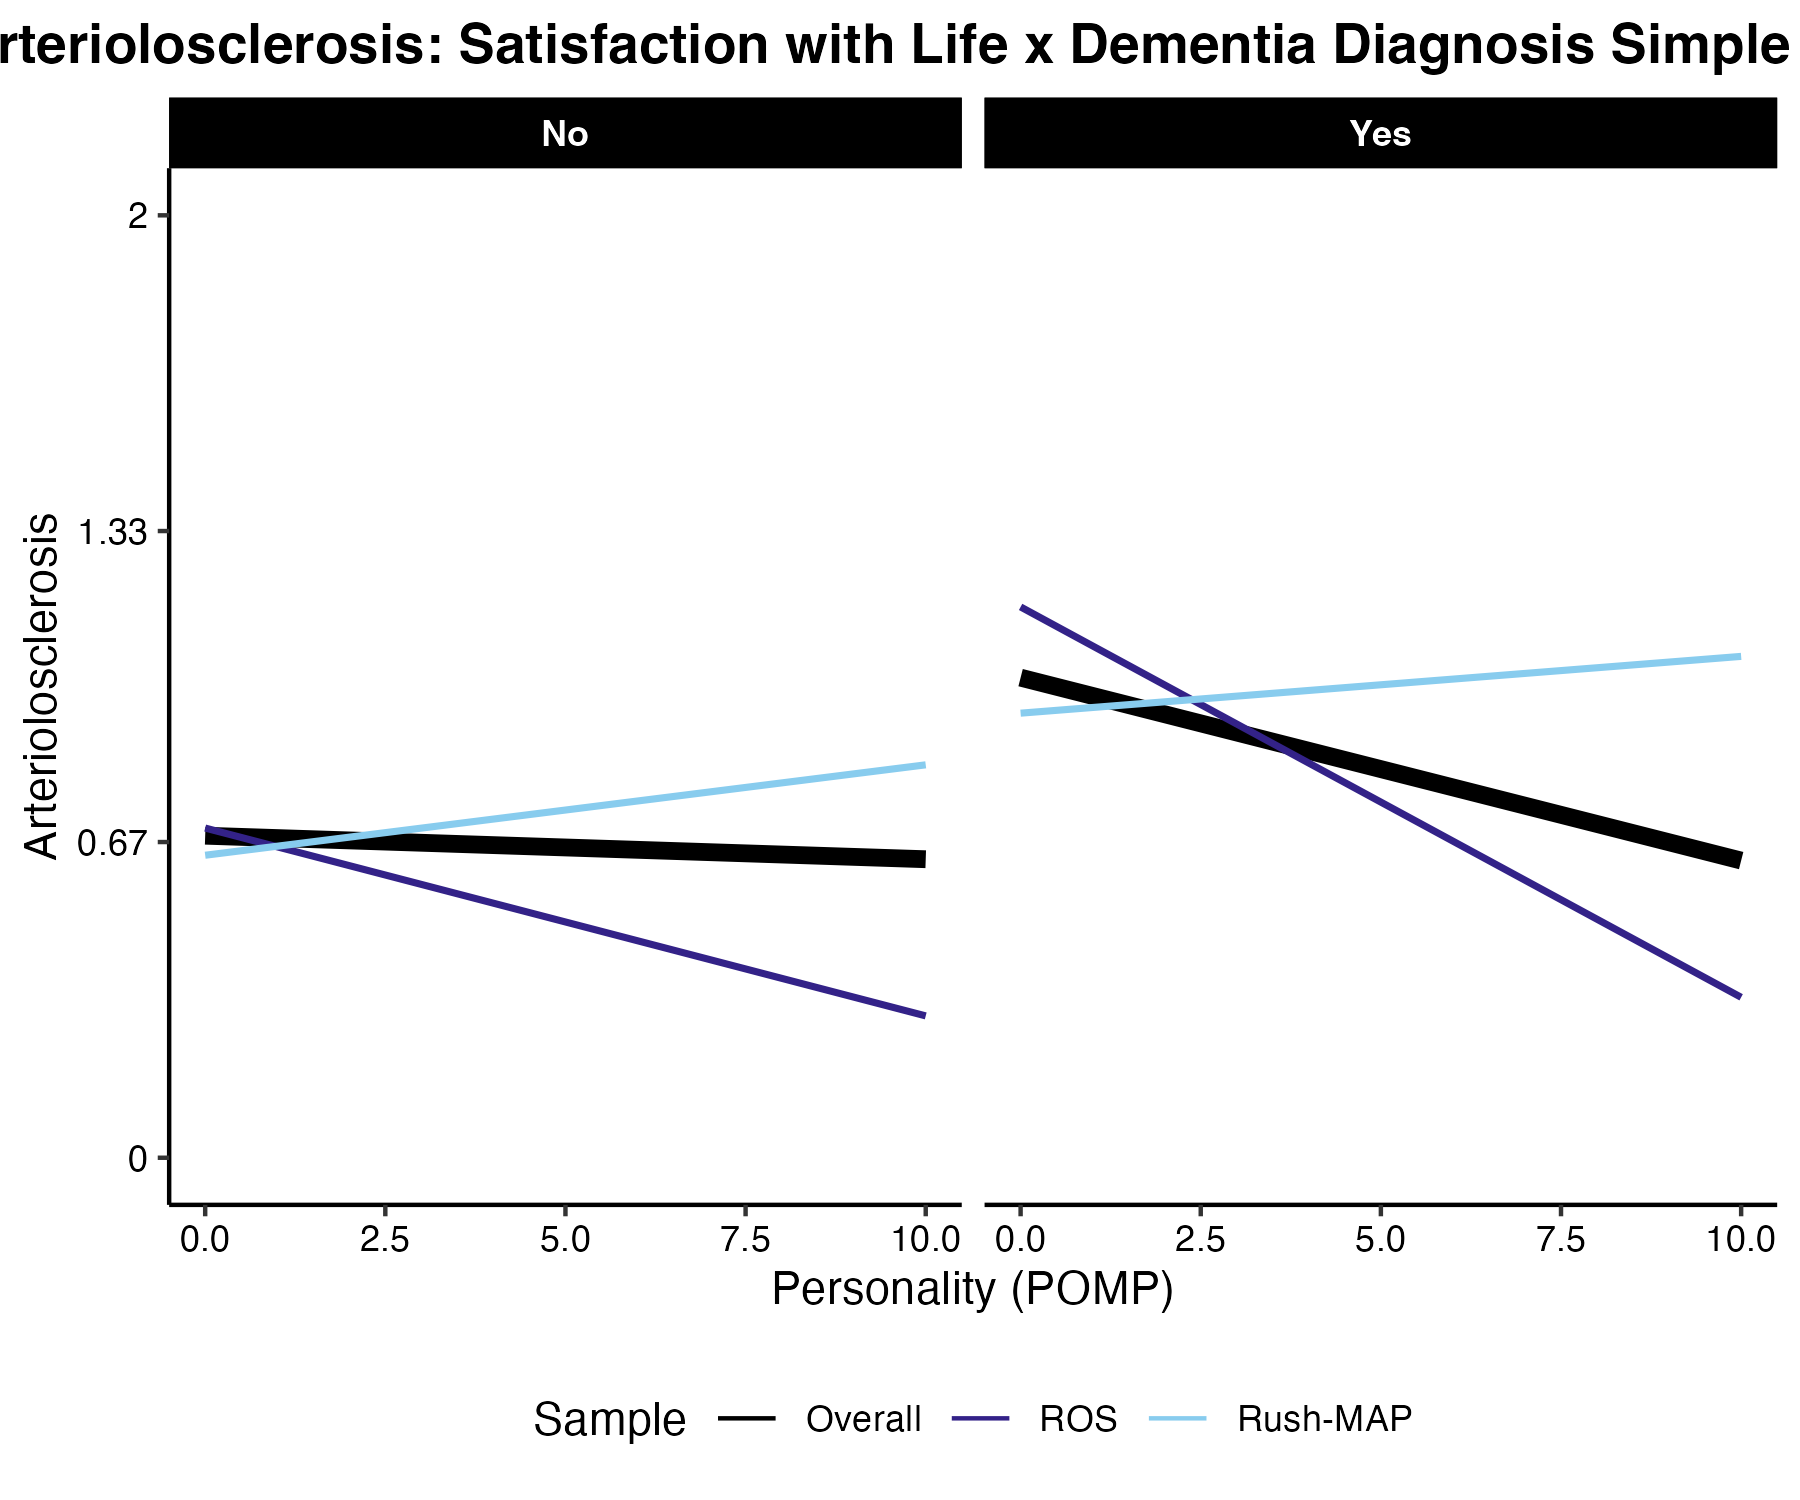 rteriolosclerosis: Satisfaction with Life x Dementia Diagnosis Simple
No Yes
2
1.33
0.67
0
Arteriolosclerosis
0.0 2.5 5.0 7.5 10.0 0.0 2.5 5.0 7.5 10.0
Personality (POMP)
Sample Overall ROS Rush-MAP